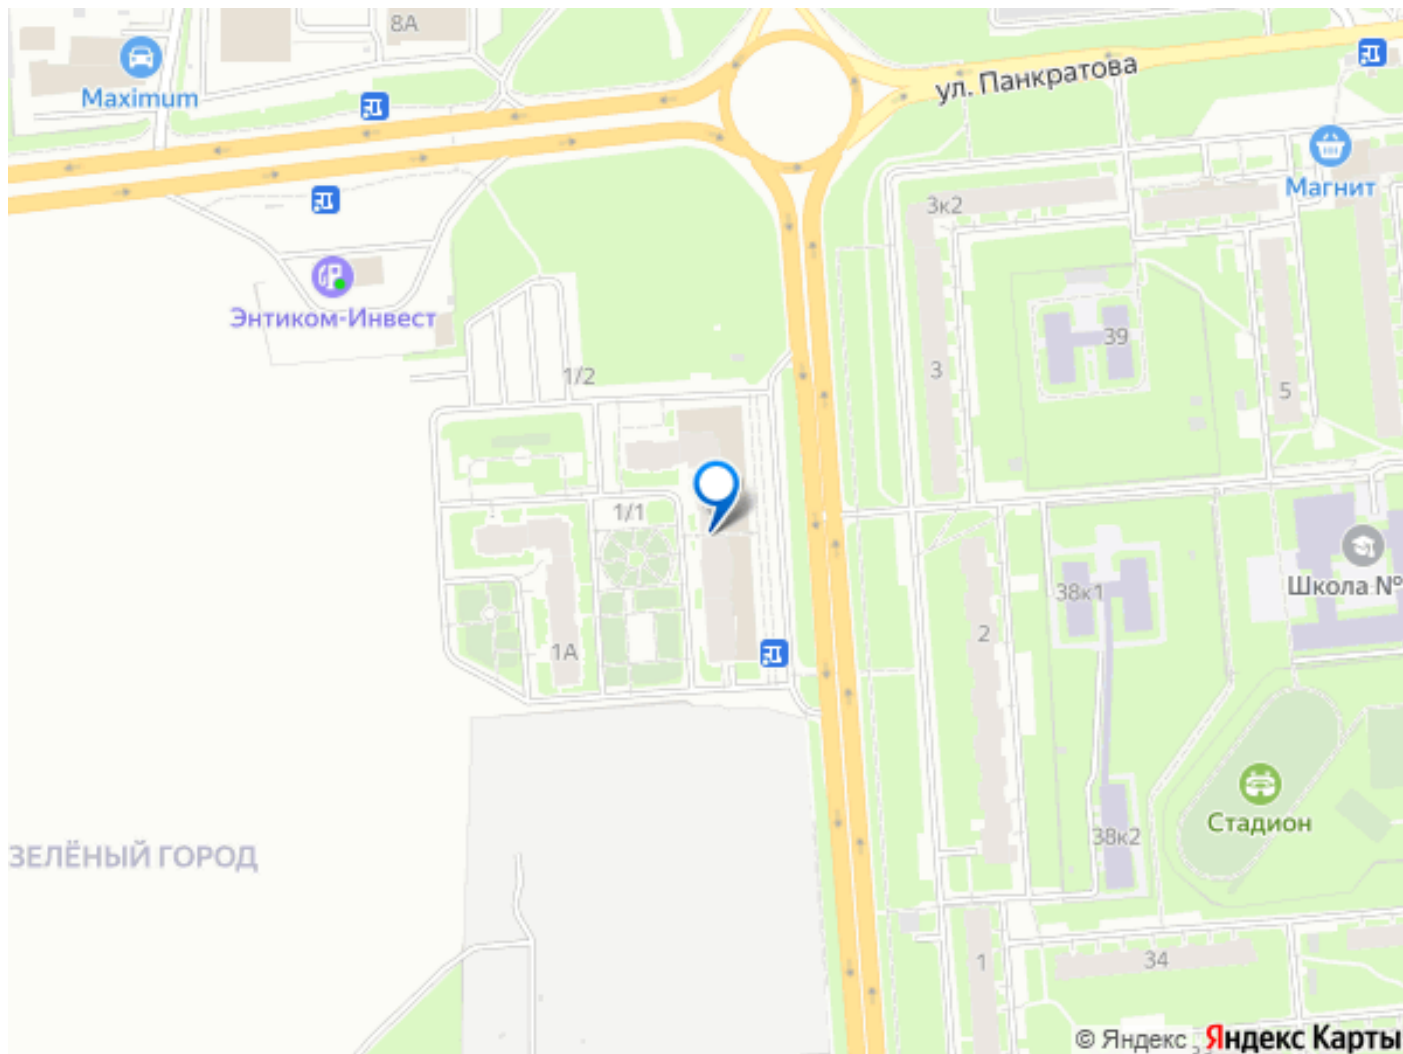 8А
Maximum
ул. Панкратова
Магнит
3к2
Энтиком-Инвест
39
1/2
3
5
1/1
Школа №
38к1
2
1А
Стадион
38к2
ЗЕЛЁНЫЙ ГОРОД
1
34
© Яндекс Яндекс Карты